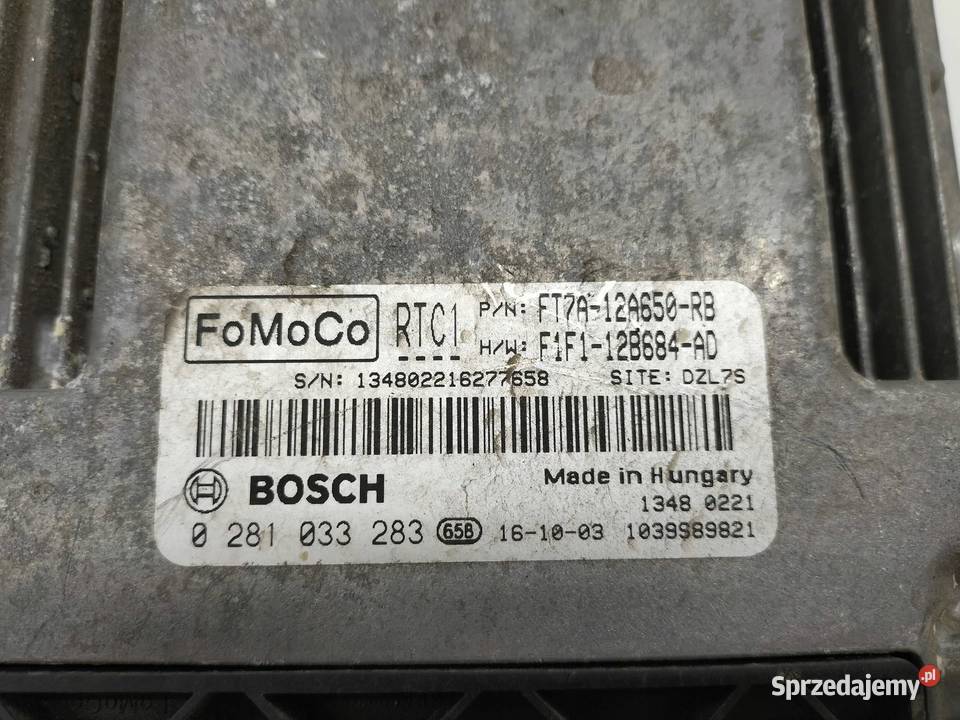 FoMoCo RTC1 P/N: FT7A-12A650-RB
H/W: F1F1-12B684-AD
S/N: 134802216277658 SITE: DZL7S
BOSCH Made in Hungary
1348 0221
0 281 033 283 65B 16-10-03 1039S89821
Sprzedajemy.pl